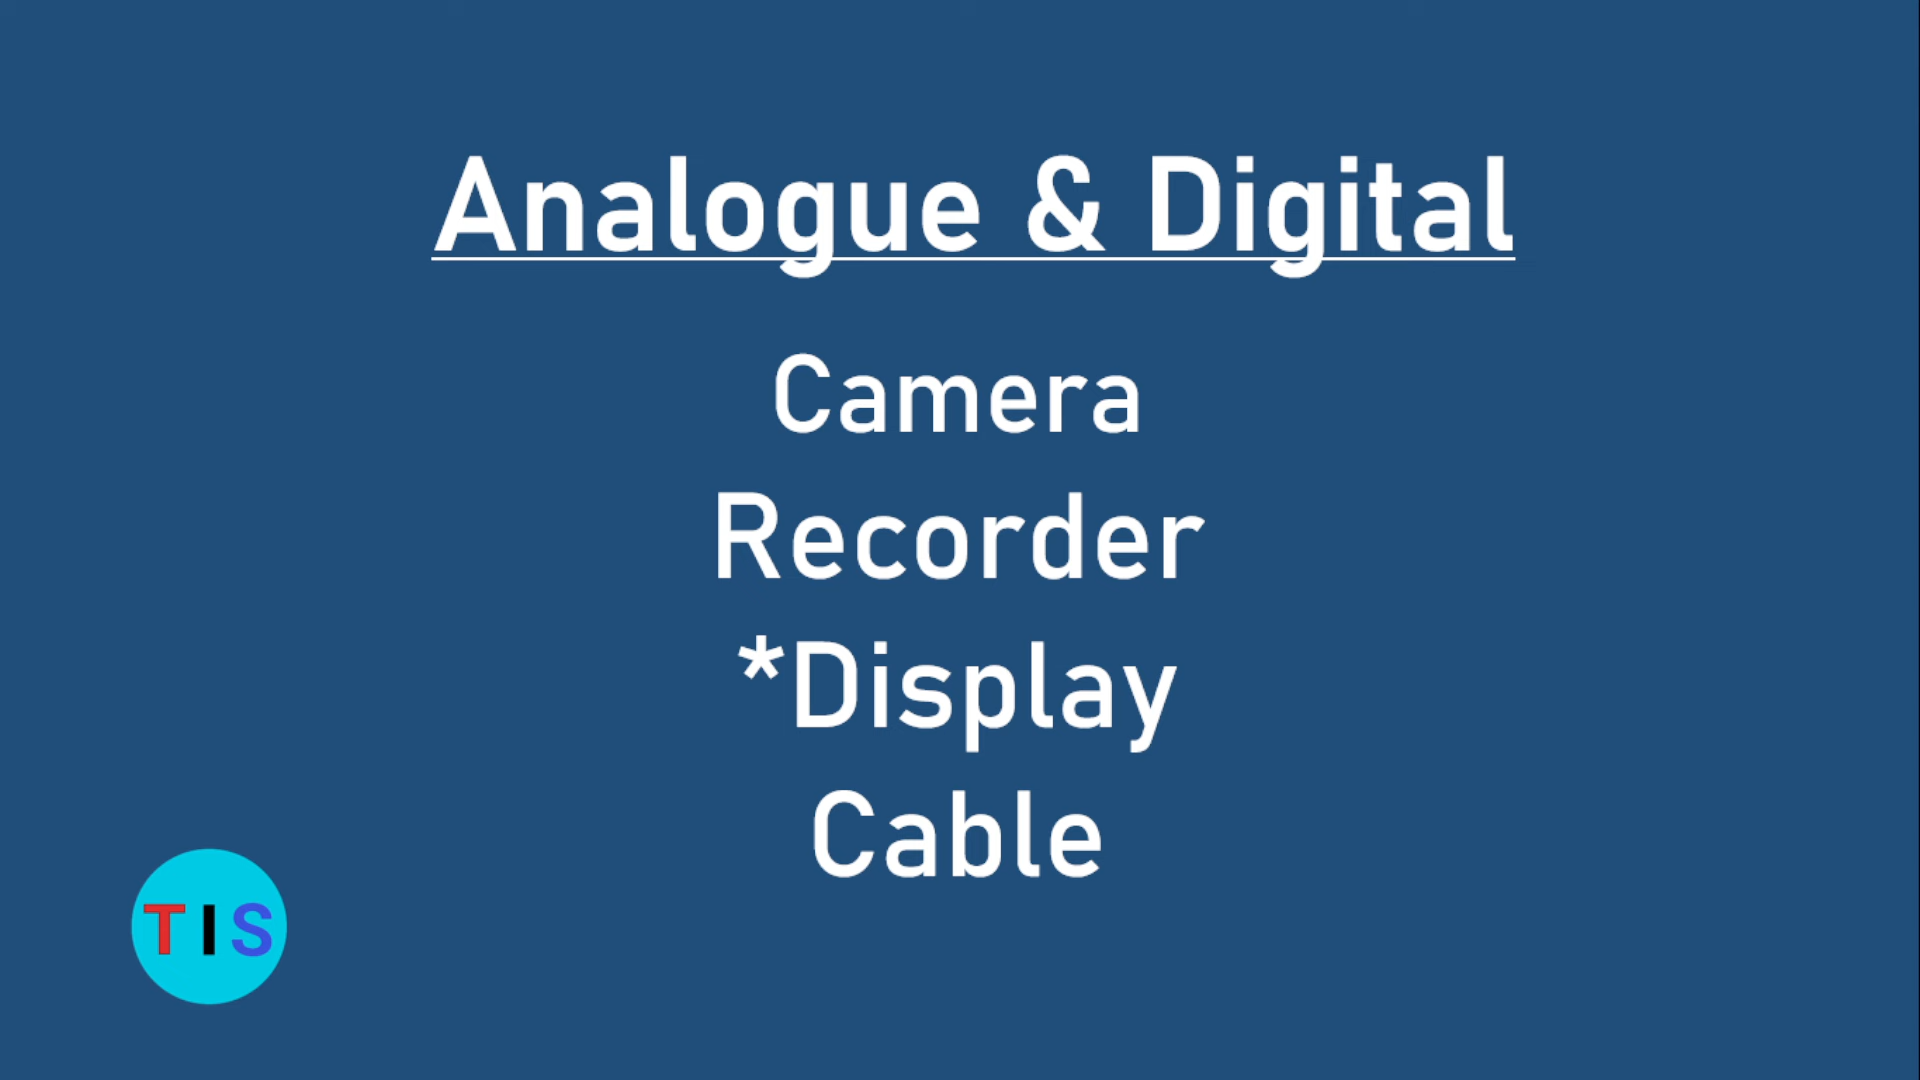 Analogue & Digital
Camera
Recorder
*Display
Cable
TIS